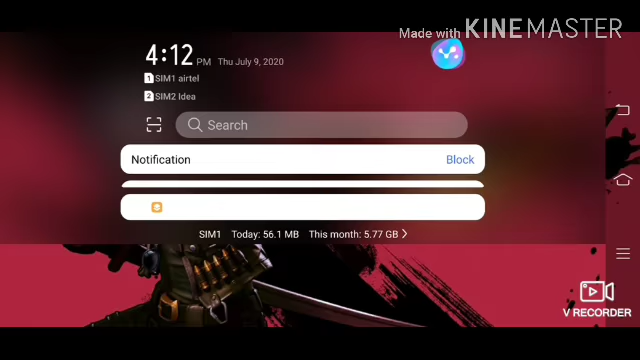 Made with KINEMASTER
4:12 PM Thu July 9, 2020
1 SIM1 airtel
2 SIM2 Idea
Search
Notification Block
SIM1 Today: 56.1 MB This month: 5.77 GB >
V RECORDER